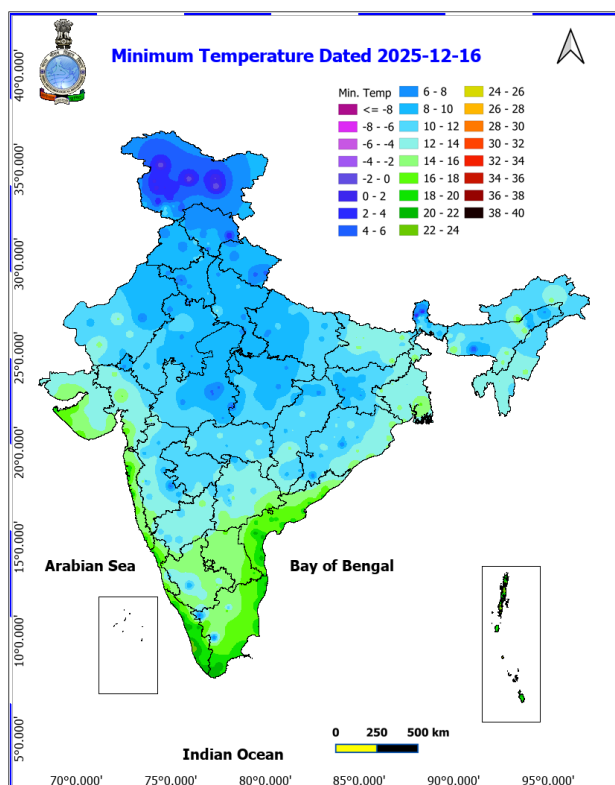 Minimum Temperature Dated 2025-12-16
Min. Temp
<= -8
-8 - -6
-6 - -4
-4 - -2
-2 - 0
0 - 2
2 - 4
4 - 6
6 - 8
8 - 10
10 - 12
12 - 14
14 - 16
16 - 18
18 - 20
20 - 22
22 - 24
24 - 26
26 - 28
28 - 30
30 - 32
32 - 34
34 - 36
36 - 38
38 - 40
40°0.000'
35°0.000'
30°0.000'
25°0.000'
20°0.000'
15°0.000'
10°0.000'
5°0.000'
Arabian Sea
Bay of Bengal
Indian Ocean
0 250 500 km
70°0.000' 75°0.000' 80°0.000' 85°0.000' 90°0.000' 95°0.000'